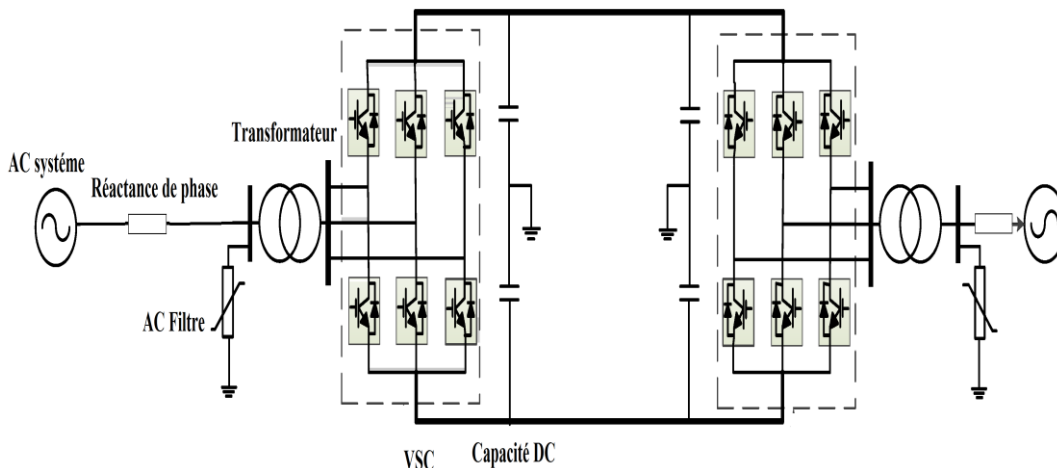 Transformateur
AC systéme
Réactance de phase
AC Filtre
VSC
Capacité DC